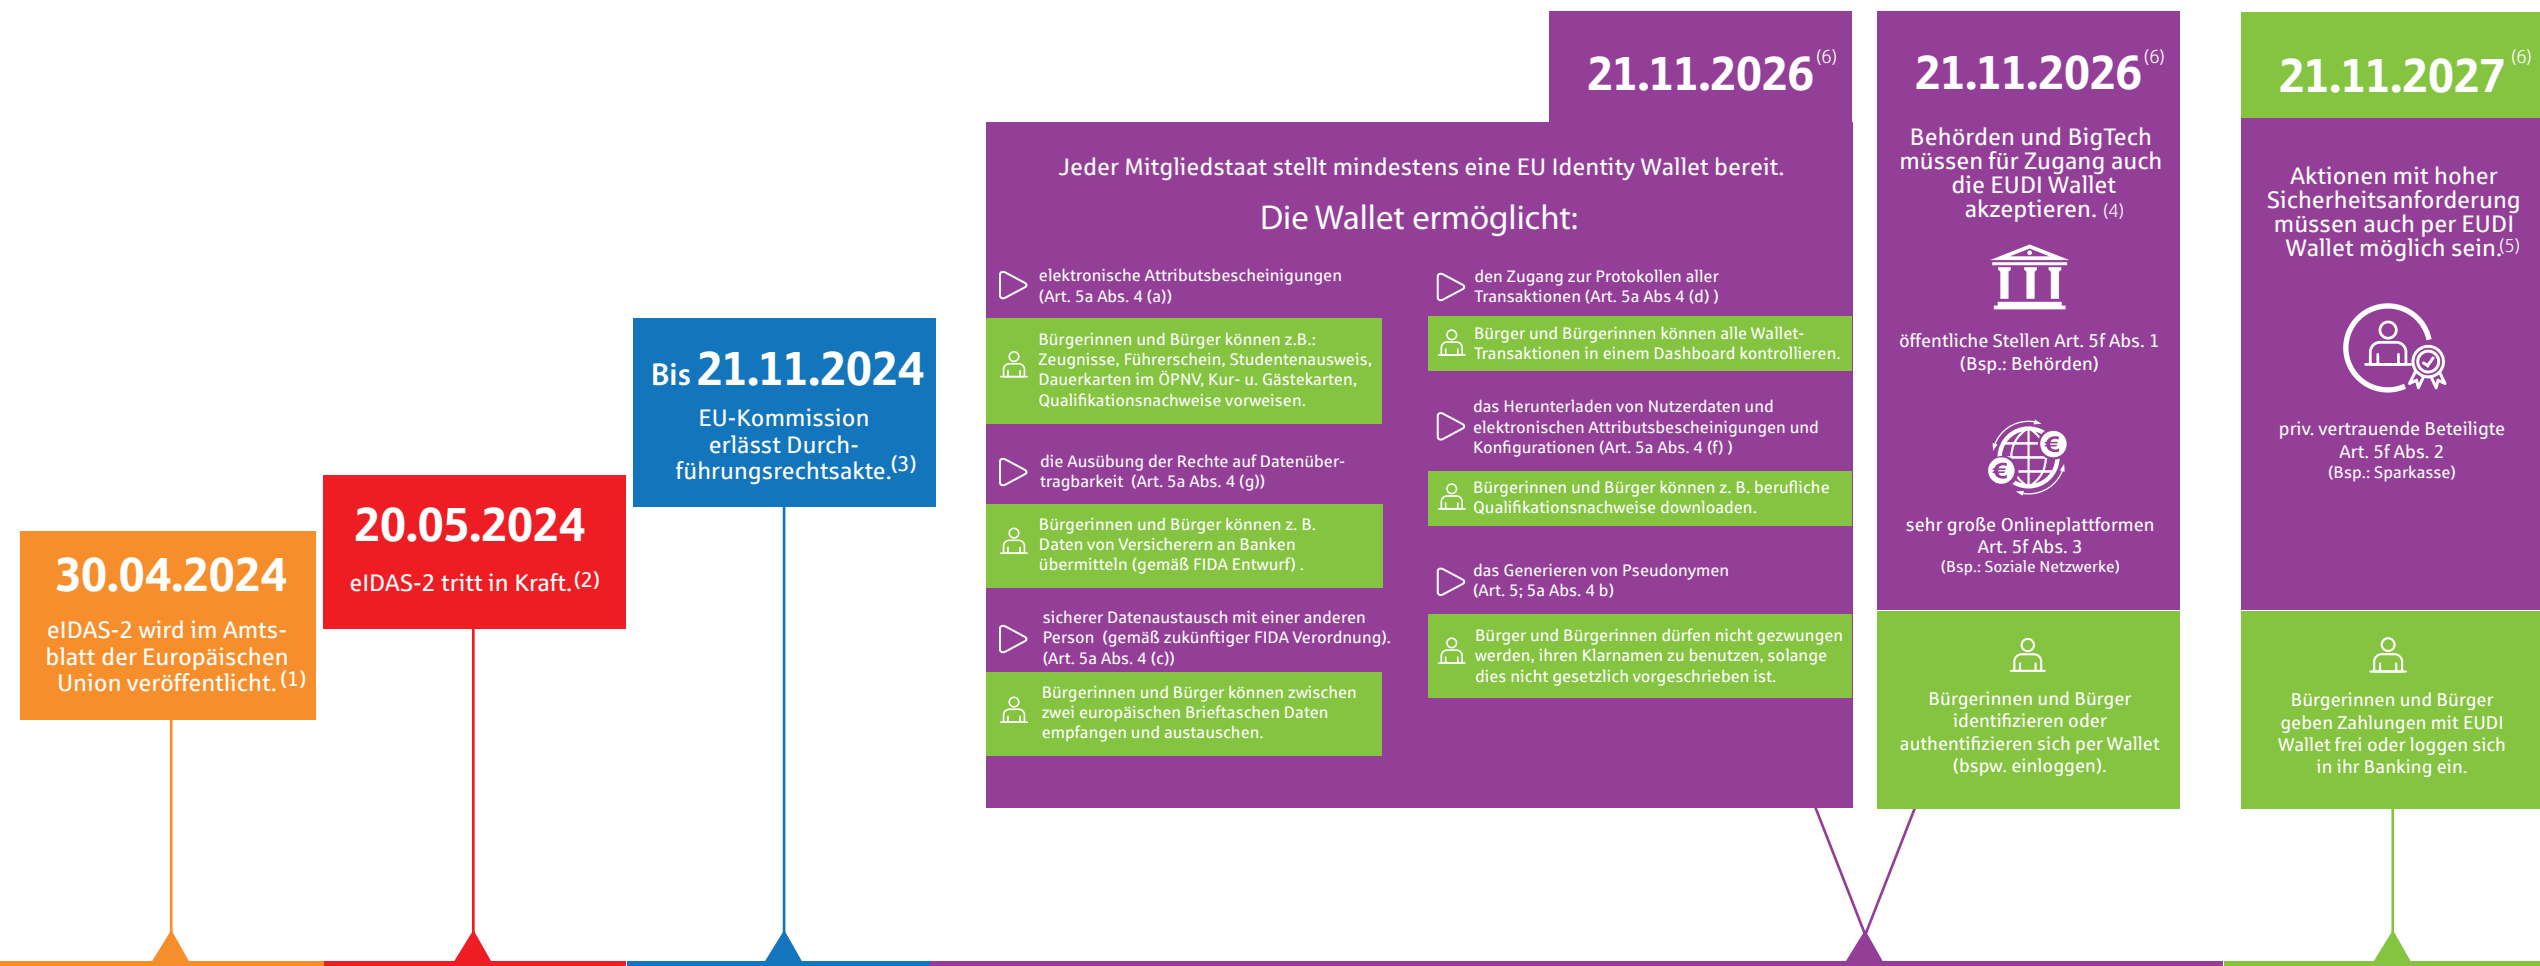 30.04.2024
eIDAS-2 wird im Amts-
blatt der Europäischen
Union veröffentlicht. (1)
20.05.2024
eIDAS-2 tritt in Kraft. (2)
Bis 21.11.2024
EU-Kommission
erlässt Durch-
führungsrechtsakte. (3)
21.11.2026 (6)
Jeder Mitgliedstaat stellt mindestens eine EU Identity Wallet bereit.
Die Wallet ermöglicht:
elektronische Attributsbescheinigungen
(Art. 5a Abs. 4 (a))
Bürgerinnen und Bürger können z.B.:
Zeugnisse, Führerschein, Studentenausweis,
Dauerkarten im ÖPNV, Kur- u. Gästekarten,
Qualifikationsnachweise vorweisen.
die Ausübung der Rechte auf Datenüber-
tragbarkeit (Art. 5a Abs. 4 (g))
Bürgerinnen und Bürger können z. B.
Daten von Versicherern an Banken
übermitteln (gemäß FIDA Entwurf) .
sicherer Datenaustausch mit einer anderen
Person (gemäß zukünftiger FIDA Verordnung).
(Art. 5a Abs. 4 (c))
Bürgerinnen und Bürger können zwischen
zwei europäischen Brieftaschen Daten
empfangen und austauschen.
den Zugang zur Protokollen aller
Transaktionen (Art. 5a Abs 4 (d) )
Bürger und Bürgerinnen können alle Wallet-
Transaktionen in einem Dashboard kontrollieren.
das Herunterladen von Nutzerdaten und
elektronischen Attributsbescheinigungen und
Konfigurationen (Art. 5a Abs. 4 (f) )
Bürgerinnen und Bürger können z. B. berufliche
Qualifikationsnachweise downloaden.
das Generieren von Pseudonymen
(Art. 5; 5a Abs. 4 b)
Bürger und Bürgerinnen dürfen nicht gezwungen
werden, ihren Klarnamen zu benutzen, solange
dies nicht gesetzlich vorgeschrieben ist.
21.11.2026 (6)
Behörden und BigTech
müssen für Zugang auch
die EUDI Wallet
akzeptieren. (4)
öffentliche Stellen Art. 5f Abs. 1
(Bsp.: Behörden)
€
€
sehr große Onlineplattformen
Art. 5f Abs. 3
(Bsp.: Soziale Netzwerke)
Bürgerinnen und Bürger
identifizieren oder
authentifizieren sich per Wallet
(bspw. einloggen).
21.11.2027 (6)
Aktionen mit hoher
Sicherheitsanforderung
müssen auch per EUDI
Wallet möglich sein. (5)
priv. vertrauende Beteiligte
Art. 5f Abs. 2
(Bsp.: Sparkasse)
Bürgerinnen und Bürger
geben Zahlungen mit EUDI
Wallet frei oder loggen sich
in ihr Banking ein.